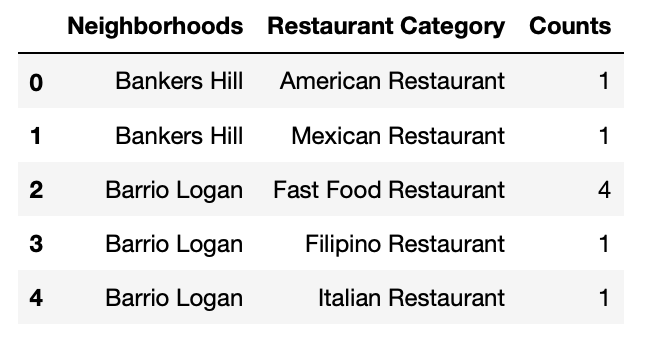 Neighborhoods Restaurant Category Counts
0 Bankers Hill American Restaurant 1
1 Bankers Hill Mexican Restaurant 1
2 Barrio Logan Fast Food Restaurant 4
3 Barrio Logan Filipino Restaurant 1
4 Barrio Logan Italian Restaurant 1